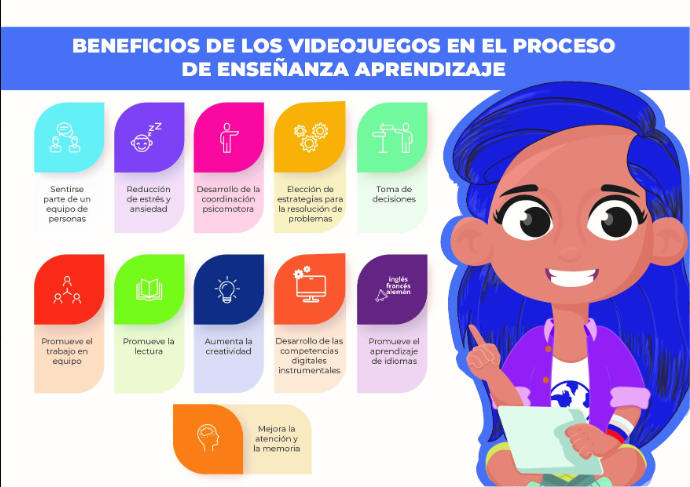 BENEFICIOS DE LOS VIDEOJUEGOS EN EL PROCESO
DE ENSEÑANZA APRENDIZAJE
zZ
Sentirse
parte de un
equipo de
personas
Reducción
de estrés y
ansiedad
Desarrollo de la
coordinación
psicomotora
Elección de
estrategias para
la resolución de
problemas
Toma de
decisiones
Promueve el
trabajo en
equipo
Promueve la
lectura
Aumenta la
creatividad
Desarrollo de las
competencias
digitales
instrumentales
inglés
francés
alemán
Promueve el
aprendizaje
de idiomas
Mejora la
atención y
la memoria